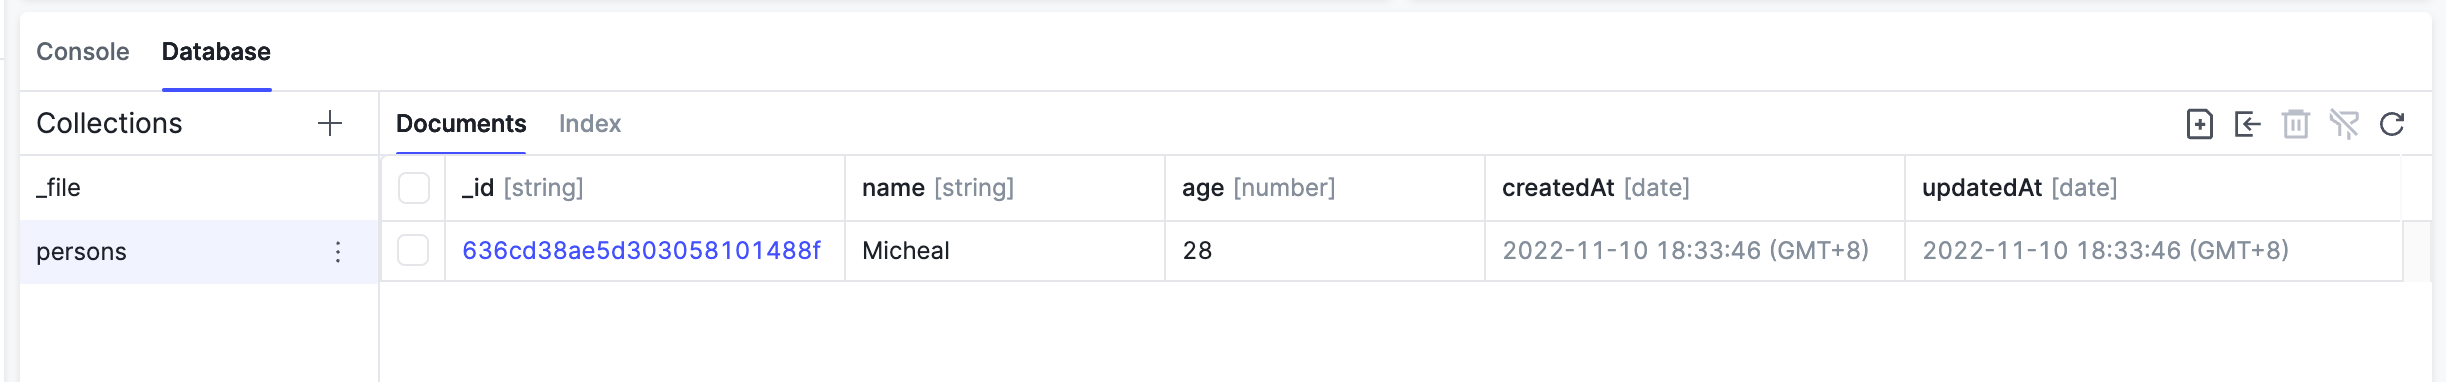 Console Database
Collections
Documents Index
_file
_id [string] name [string] age [number] createdAt [date] updatedAt [date]
persons
636cd38ae5d303058101488f Micheal 28 2022-11-10 18:33:46 (GMT+8) 2022-11-10 18:33:46 (GMT+8)